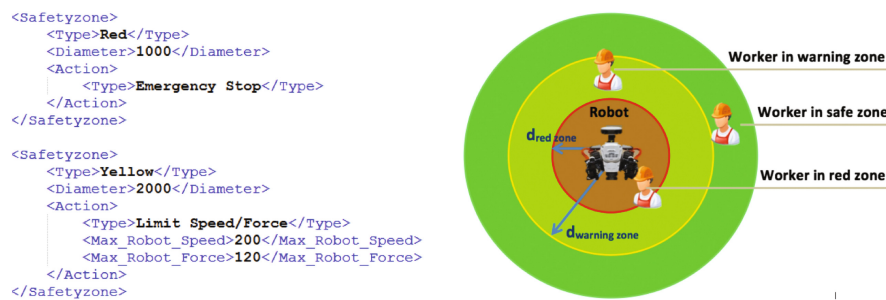 <Safetyzone>
<Type>Red</Type>
<Diameter>1000</Diameter>
<Action>
<Type>Emergency Stop</Type>
</Action>
</Safetyzone>
<Safetyzone>
<Type>Yellow</Type>
<Diameter>2000</Diameter>
<Action>
<Type>Limit Speed/Force</Type>
<Max_Robot_Speed>200</Max_Robot_Speed>
<Max_Robot_Force>120</Max_Robot_Force>
</Action>
</Safetyzone>
Worker in warning zone
Robot
Worker in safe zone
dred zone
Worker in red zone
dwarning zone